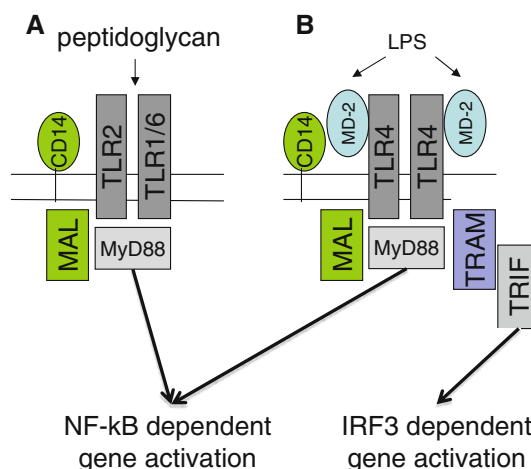 A
peptidoglycan
CD14
TLR2
TLR1/6
MAL
MyD88
B
LPS
CD14
MD-2
TLR4
TLR4
MD-2
MAL
MyD88
TRAM
TRIF
NF-kB dependent
gene activation
IRF3 dependent
gene activation